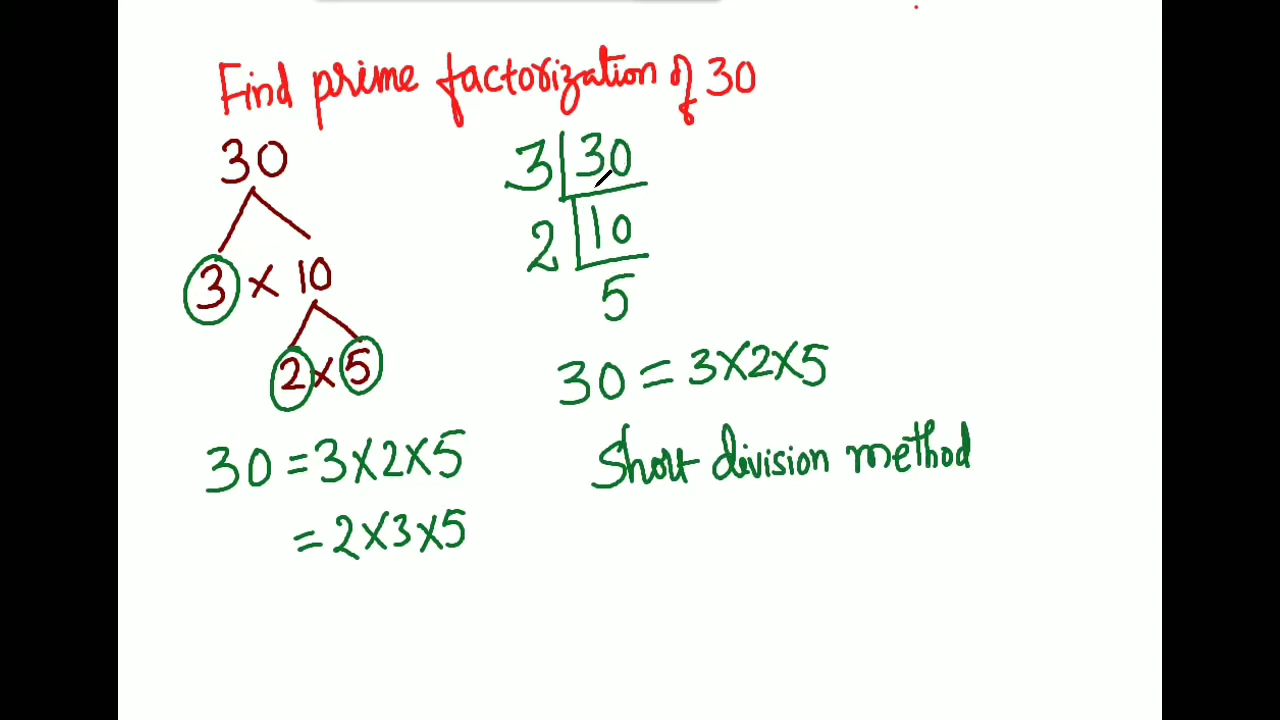 Find prime factorization of 30
30
3 × 10
2 × 5
30 = 3 × 2 × 5
= 2 × 3 × 5
3 | 30
2 | 10
5
30 = 3 × 2 × 5
Short division method